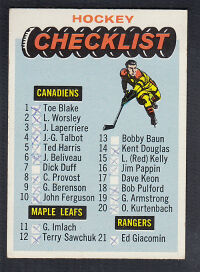 HOCKEY
CHECKLIST
CANADIENS
1 Toe Blake
2 L. Worsley
3 J. Laperriere
4 J.-G. Talbot
5 Ted Harris
6 J. Beliveau
7 Dick Duff
8 C. Provost
9 G. Berenson
10 John Ferguson
MAPLE LEAFS
11 G. Imlach
12 Terry Sawchuk
13 Bobby Baun
14 Kent Douglas
15 L. (Red) Kelly
16 Jim Pappin
17 Dave Keon
18 Bob Pulford
19 G. Armstrong
20 O. Kurtenbach
RANGERS
21 Ed Giacomin